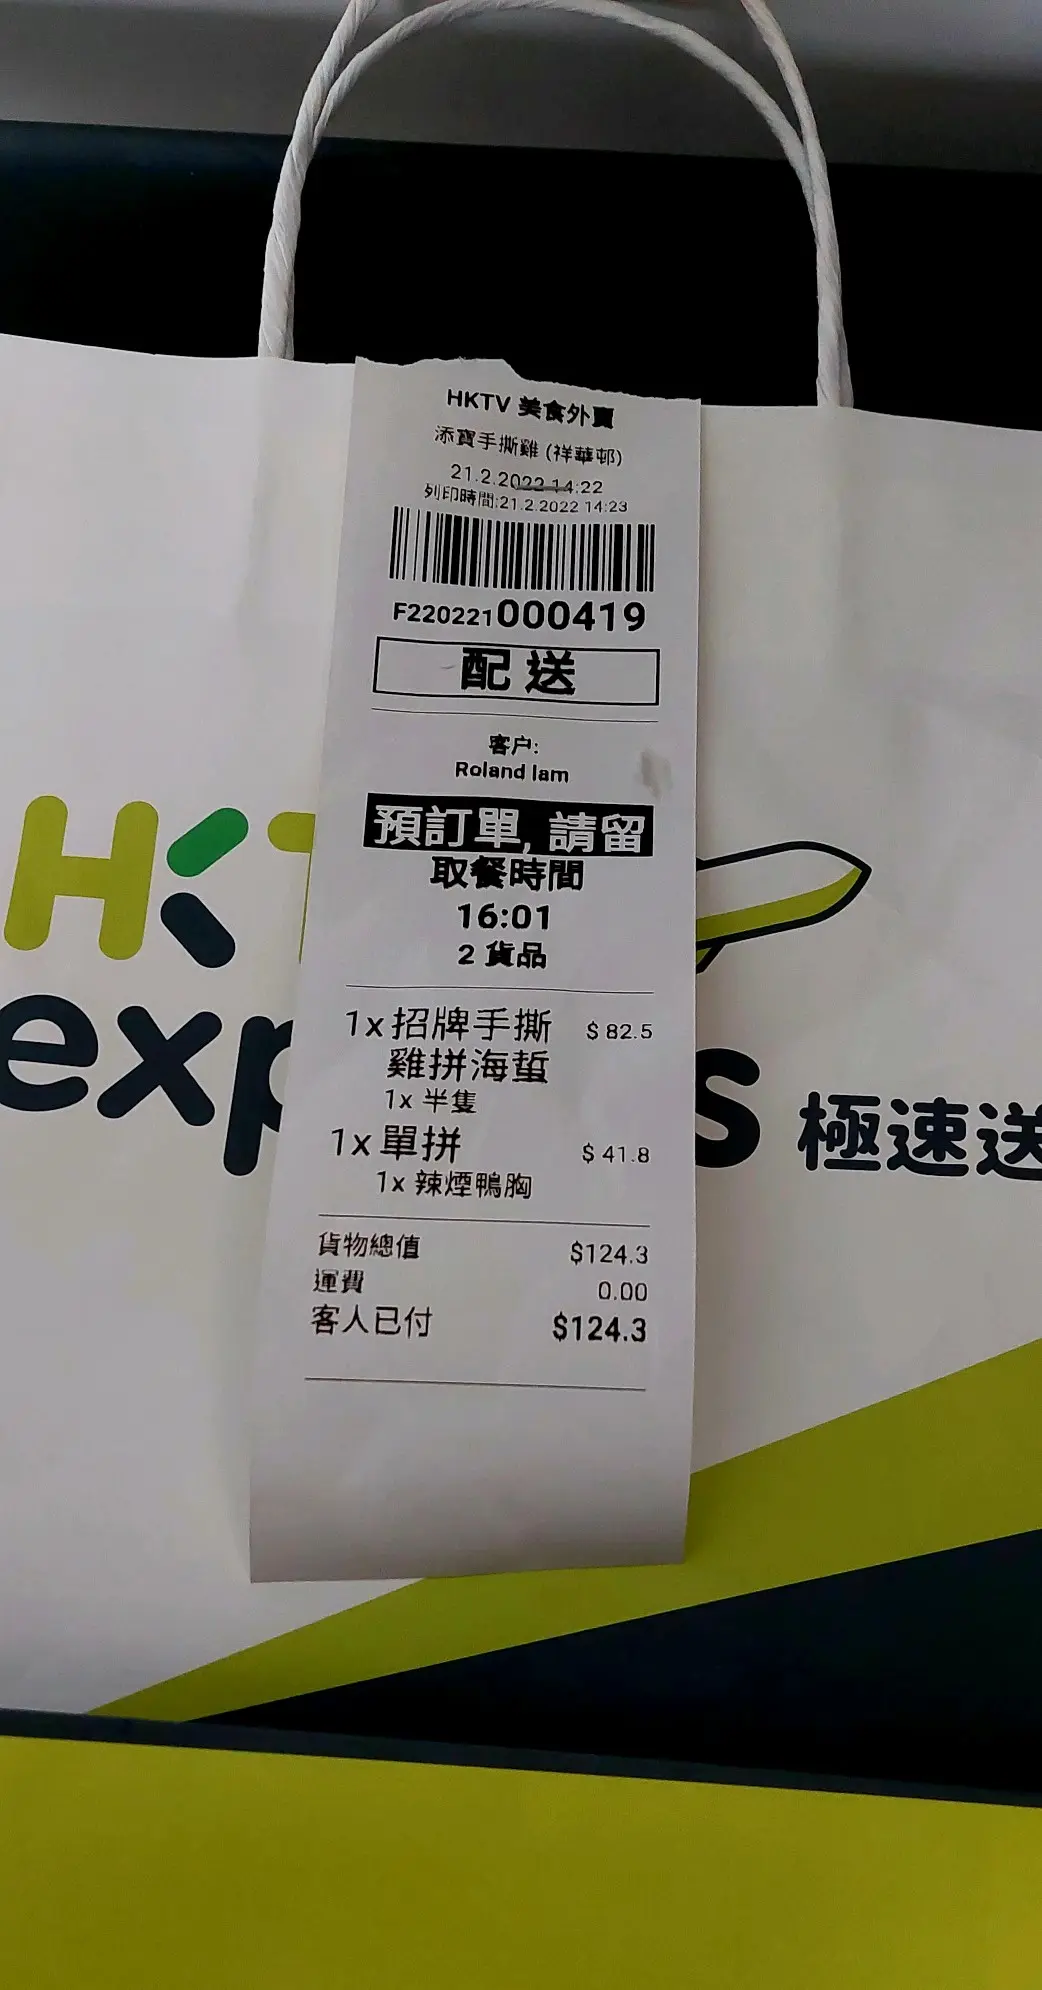 HKTV 美食外賣
添寶手撕雞 (祥華邨)
21.2.2022 14:22
列印時間:21.2.2022 14:23
F220221000419
配送
客户:
Roland lam
預訂單, 請留
取餐時間
16:01
2 貨品
1x 招牌手撕 $ 82.5
雞拼海蜇
1x 半隻
1x 單拼 $ 41.8
1x 辣煙鴨胸
貨物總值 $124.3
運費 0.00
客人已付 $124.3
HKT
exp s 極速送